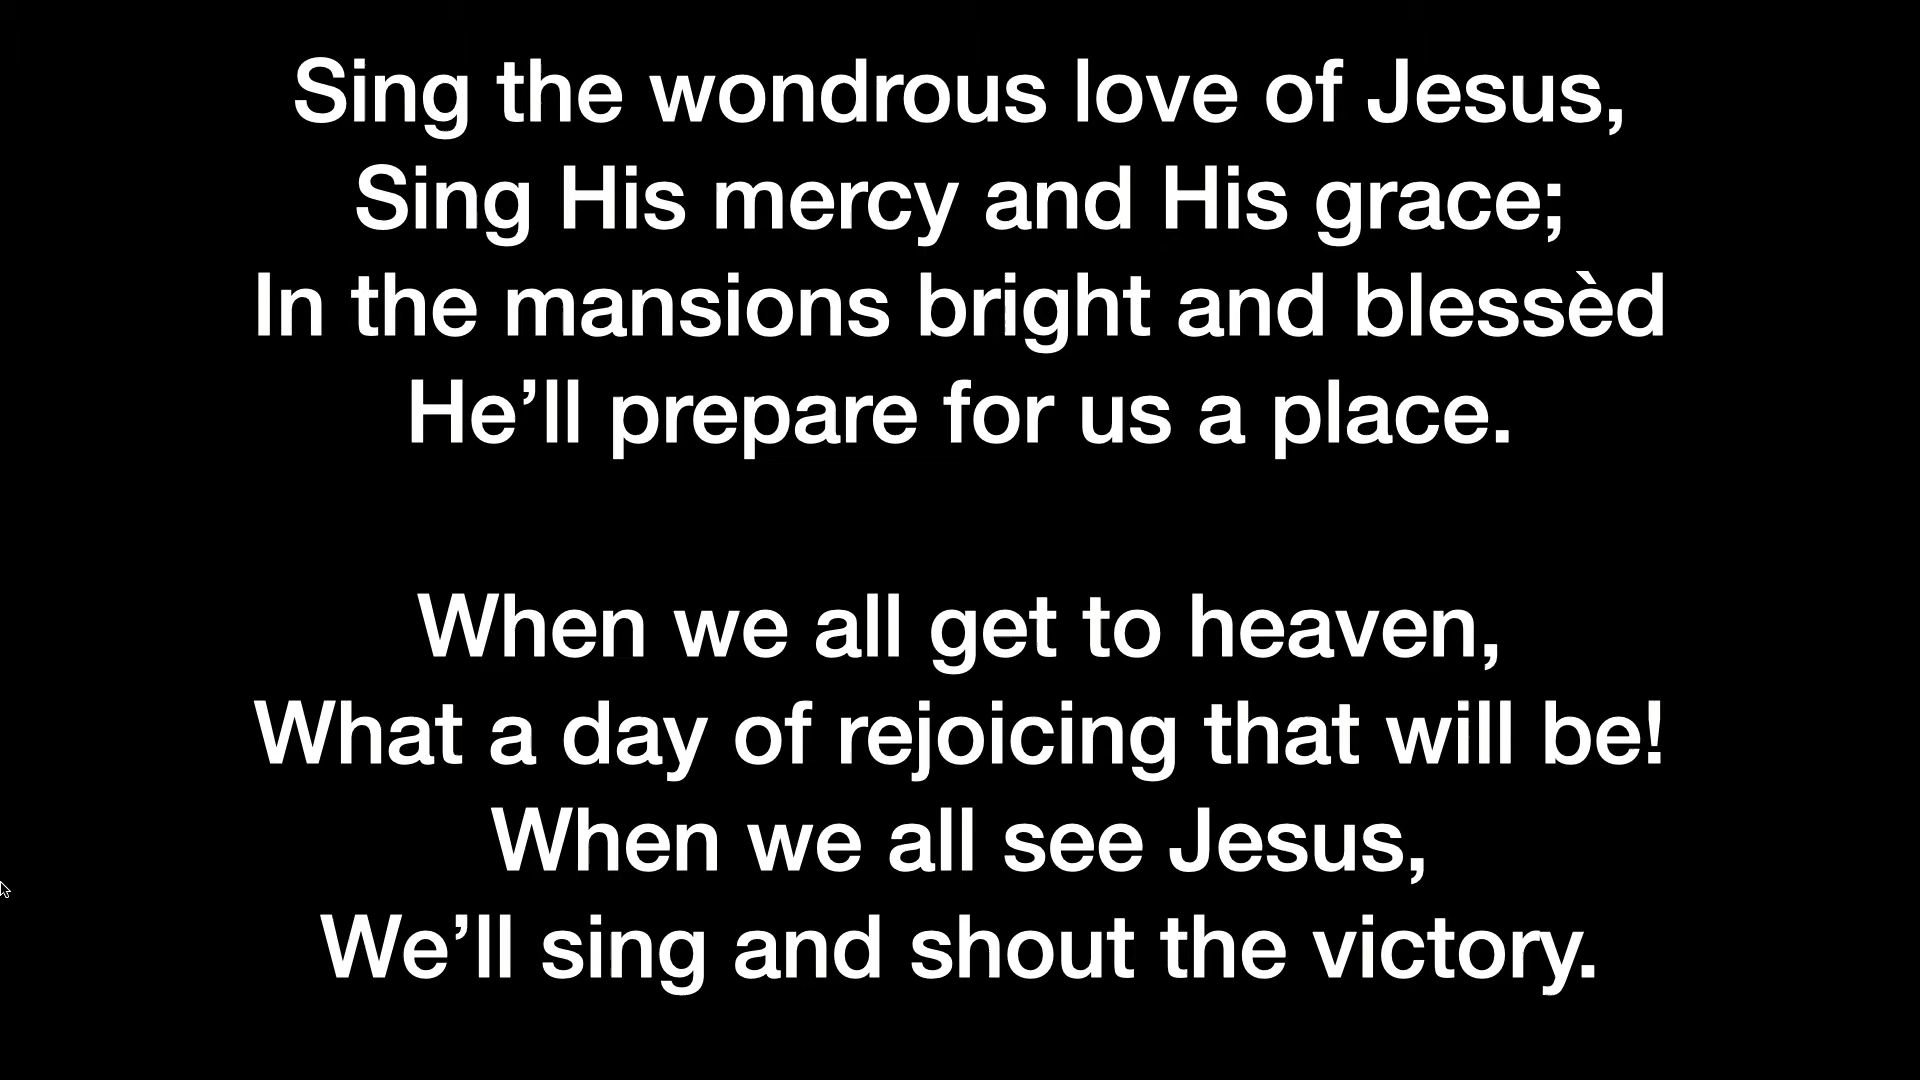 Sing the wondrous love of Jesus,
Sing His mercy and His grace;
In the mansions bright and blessèd
He’ll prepare for us a place.
When we all get to heaven,
What a day of rejoicing that will be!
When we all see Jesus,
We’ll sing and shout the victory.